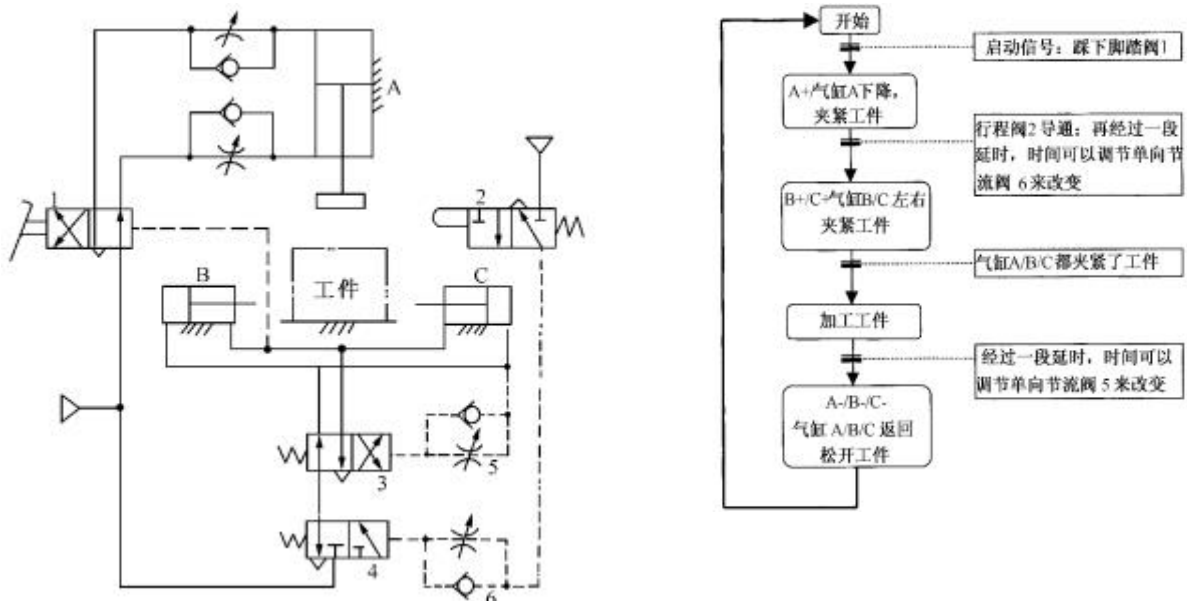 A
1
2
B
工件
C
3
5
4
6
开始
启动信号：踩下脚踏阀1
A+/气缸A下降，
夹紧工件
行程阀2导通；再经过一段
延时，时间可以调节单向节
流阀 6来改变
B+/C+气缸B/C左右
夹紧工件
气缸A/B/C都夹紧了工件
加工工件
经过一段延时，时间可以
调节单向节流阀 5来改变
A-/B-/C-
气缸 A/B/C 返回
松开工件